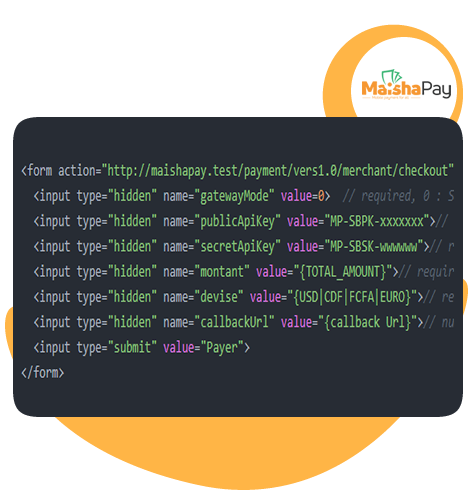 MaishaPay
<form action="http://maishapay.test/payment/vers1.0/merchant/checkout"
<input type="hidden" name="gatewayMode" value=0> // required, 0 : S
<input type="hidden" name="publicApiKey" value="MP-SBPK-xxxxxxx">//
<input type="hidden" name="secretApiKey" value="MP-SBSK-wwwwww">// r
<input type="hidden" name="montant" value="{TOTAL_AMOUNT}">// requir
<input type="hidden" name="devise" value="{USD|CDF|FCFA|EURO}">// re
<input type="hidden" name="callbackUrl" value="{callback Url}">// nu
<input type="submit" value="Payer">
</form>